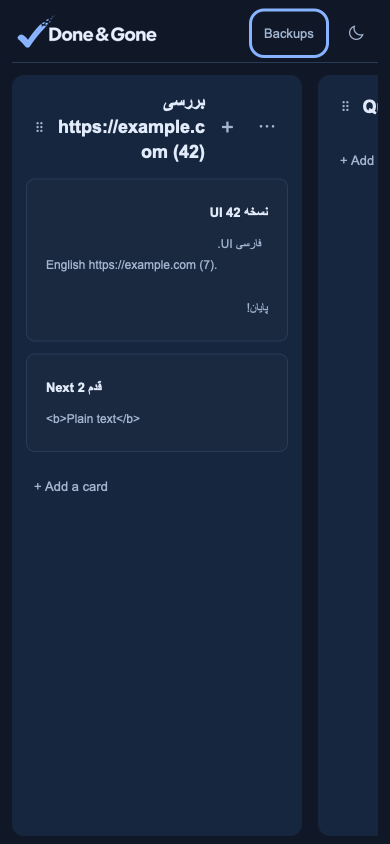 Done & Gone
Backups
بررسی
https://example.c
om (42)
+
...
نسخه UI 42
فارسی UI.
English https://example.com (7).
پایان!
Next 2 قدم
<b>Plain text</b>
+ Add a card
+ Add